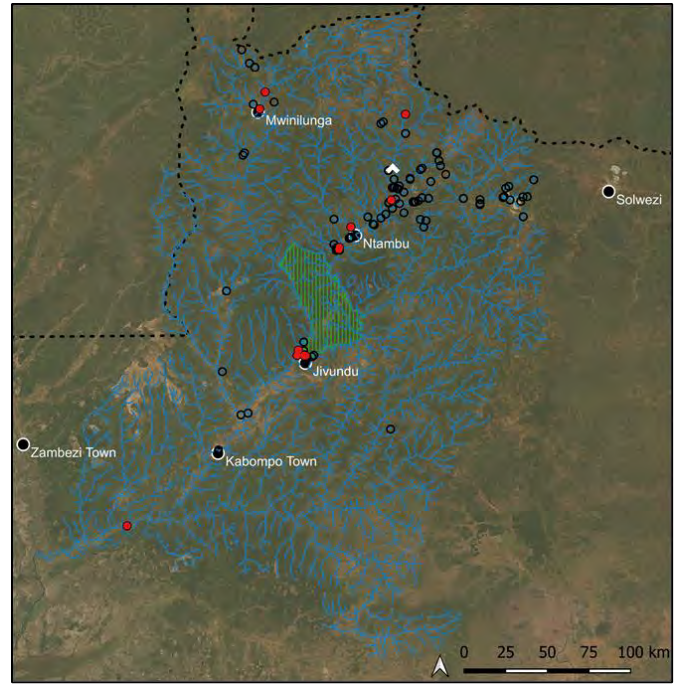 Mwinilunga
Solwezi
Ntambu
Jivundu
Zambezi Town
Kabompo Town
0 25 50 75 100 km